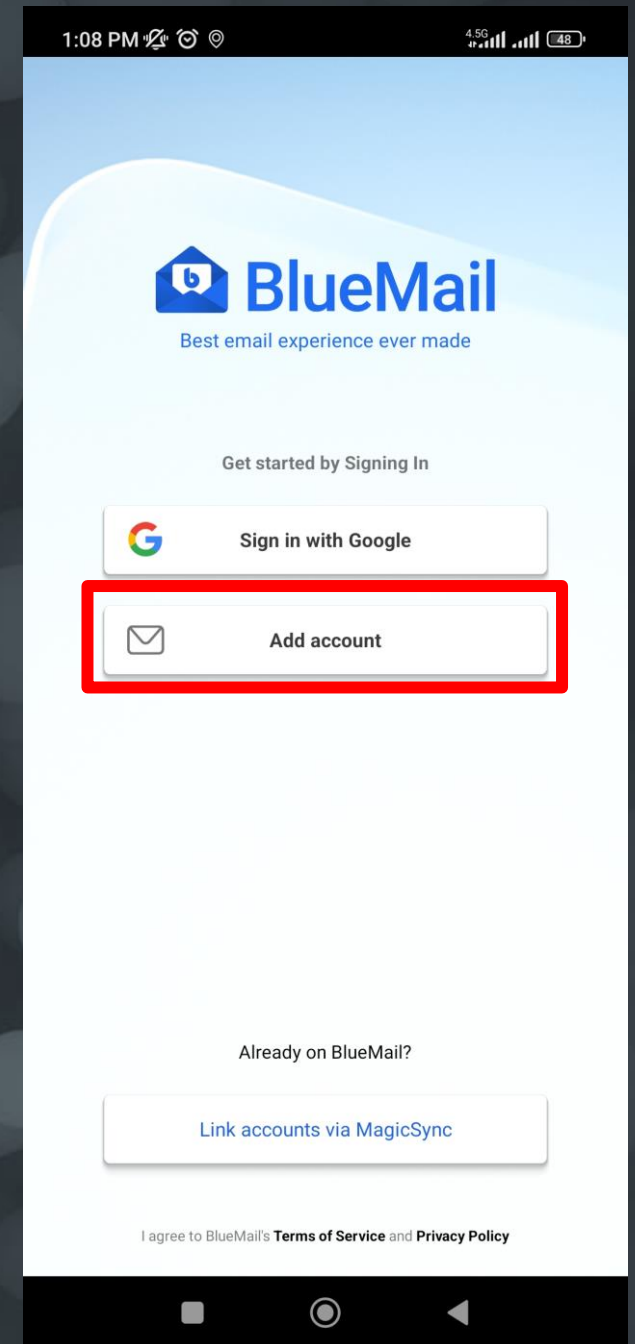 1:08 PM
4.5G
48
BlueMail
Best email experience ever made
Get started by Signing In
Sign in with Google
Add account
Already on BlueMail?
Link accounts via MagicSync
I agree to BlueMail's Terms of Service and Privacy Policy